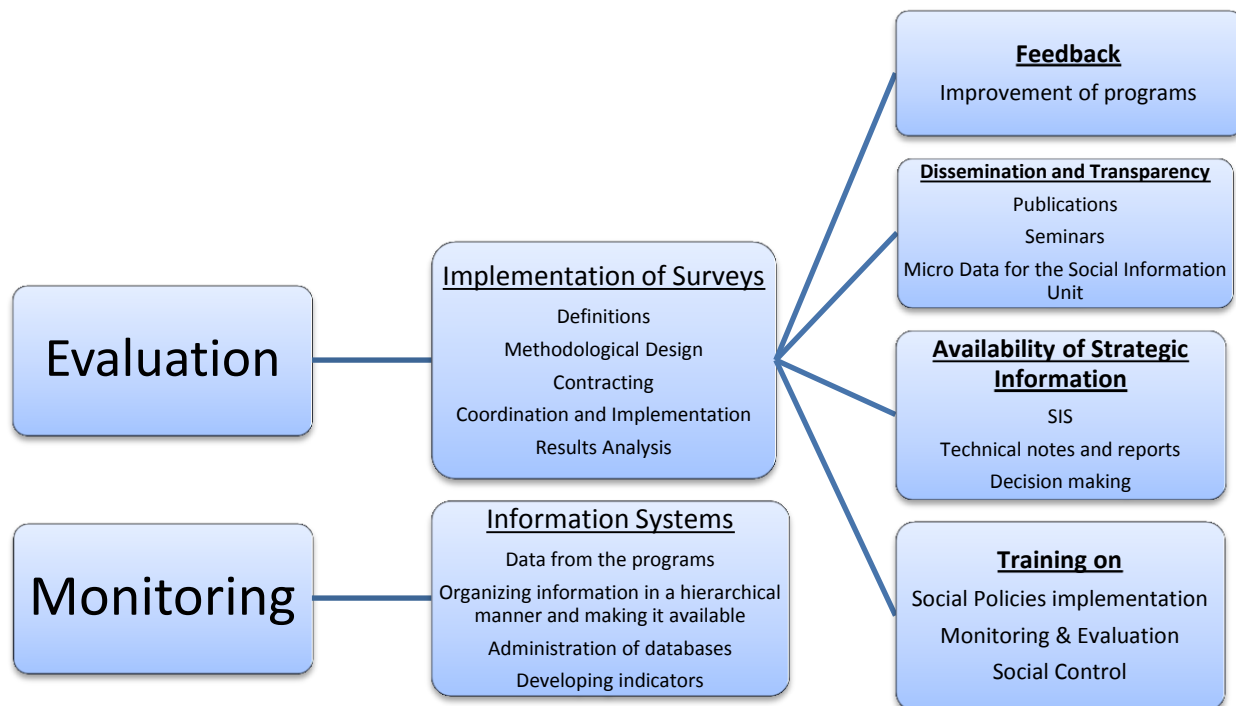 Evaluation
Monitoring
Implementation of Surveys
Definitions
Methodological Design
Contracting
Coordination and Implementation
Results Analysis
Information Systems
Data from the programs
Organizing information in a hierarchical
manner and making it available
Administration of databases
Developing indicators
Feedback
Improvement of programs
Dissemination and Transparency
Publications
Seminars
Micro Data for the Social Information
Unit
Availability of Strategic
Information
SIS
Technical notes and reports
Decision making
Training on
Social Policies implementation
Monitoring & Evaluation
Social Control